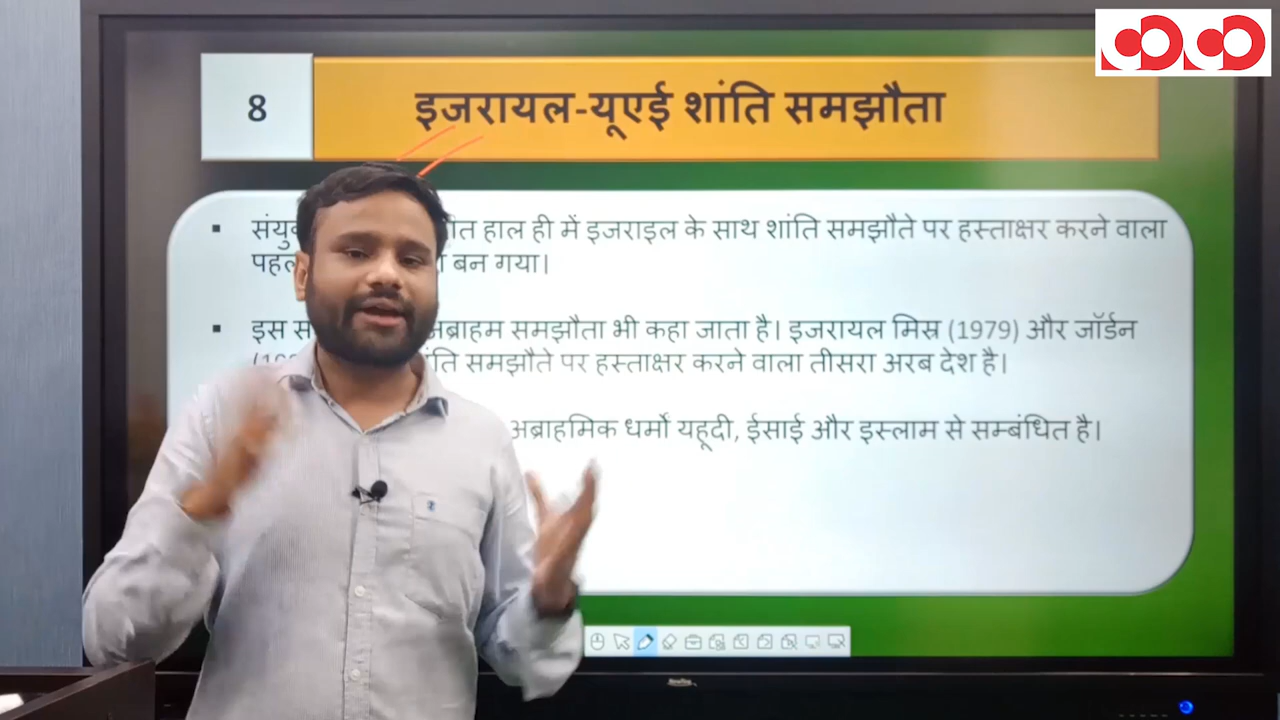 8
इजरायल-यूएई शांति समझौता
हाल ही में इजराइल के साथ शांति समझौते पर हस्ताक्षर करने वाला
बन गया।
इस अब्राहम समझौता भी कहा जाता है। इजरायल मिस्र (1979) और जॉर्डन
समझौते पर हस्ताक्षर करने वाला तीसरा अरब देश है।
अब्राहमिक धर्मों यहूदी, ईसाई और इस्लाम से सम्बंधित है।